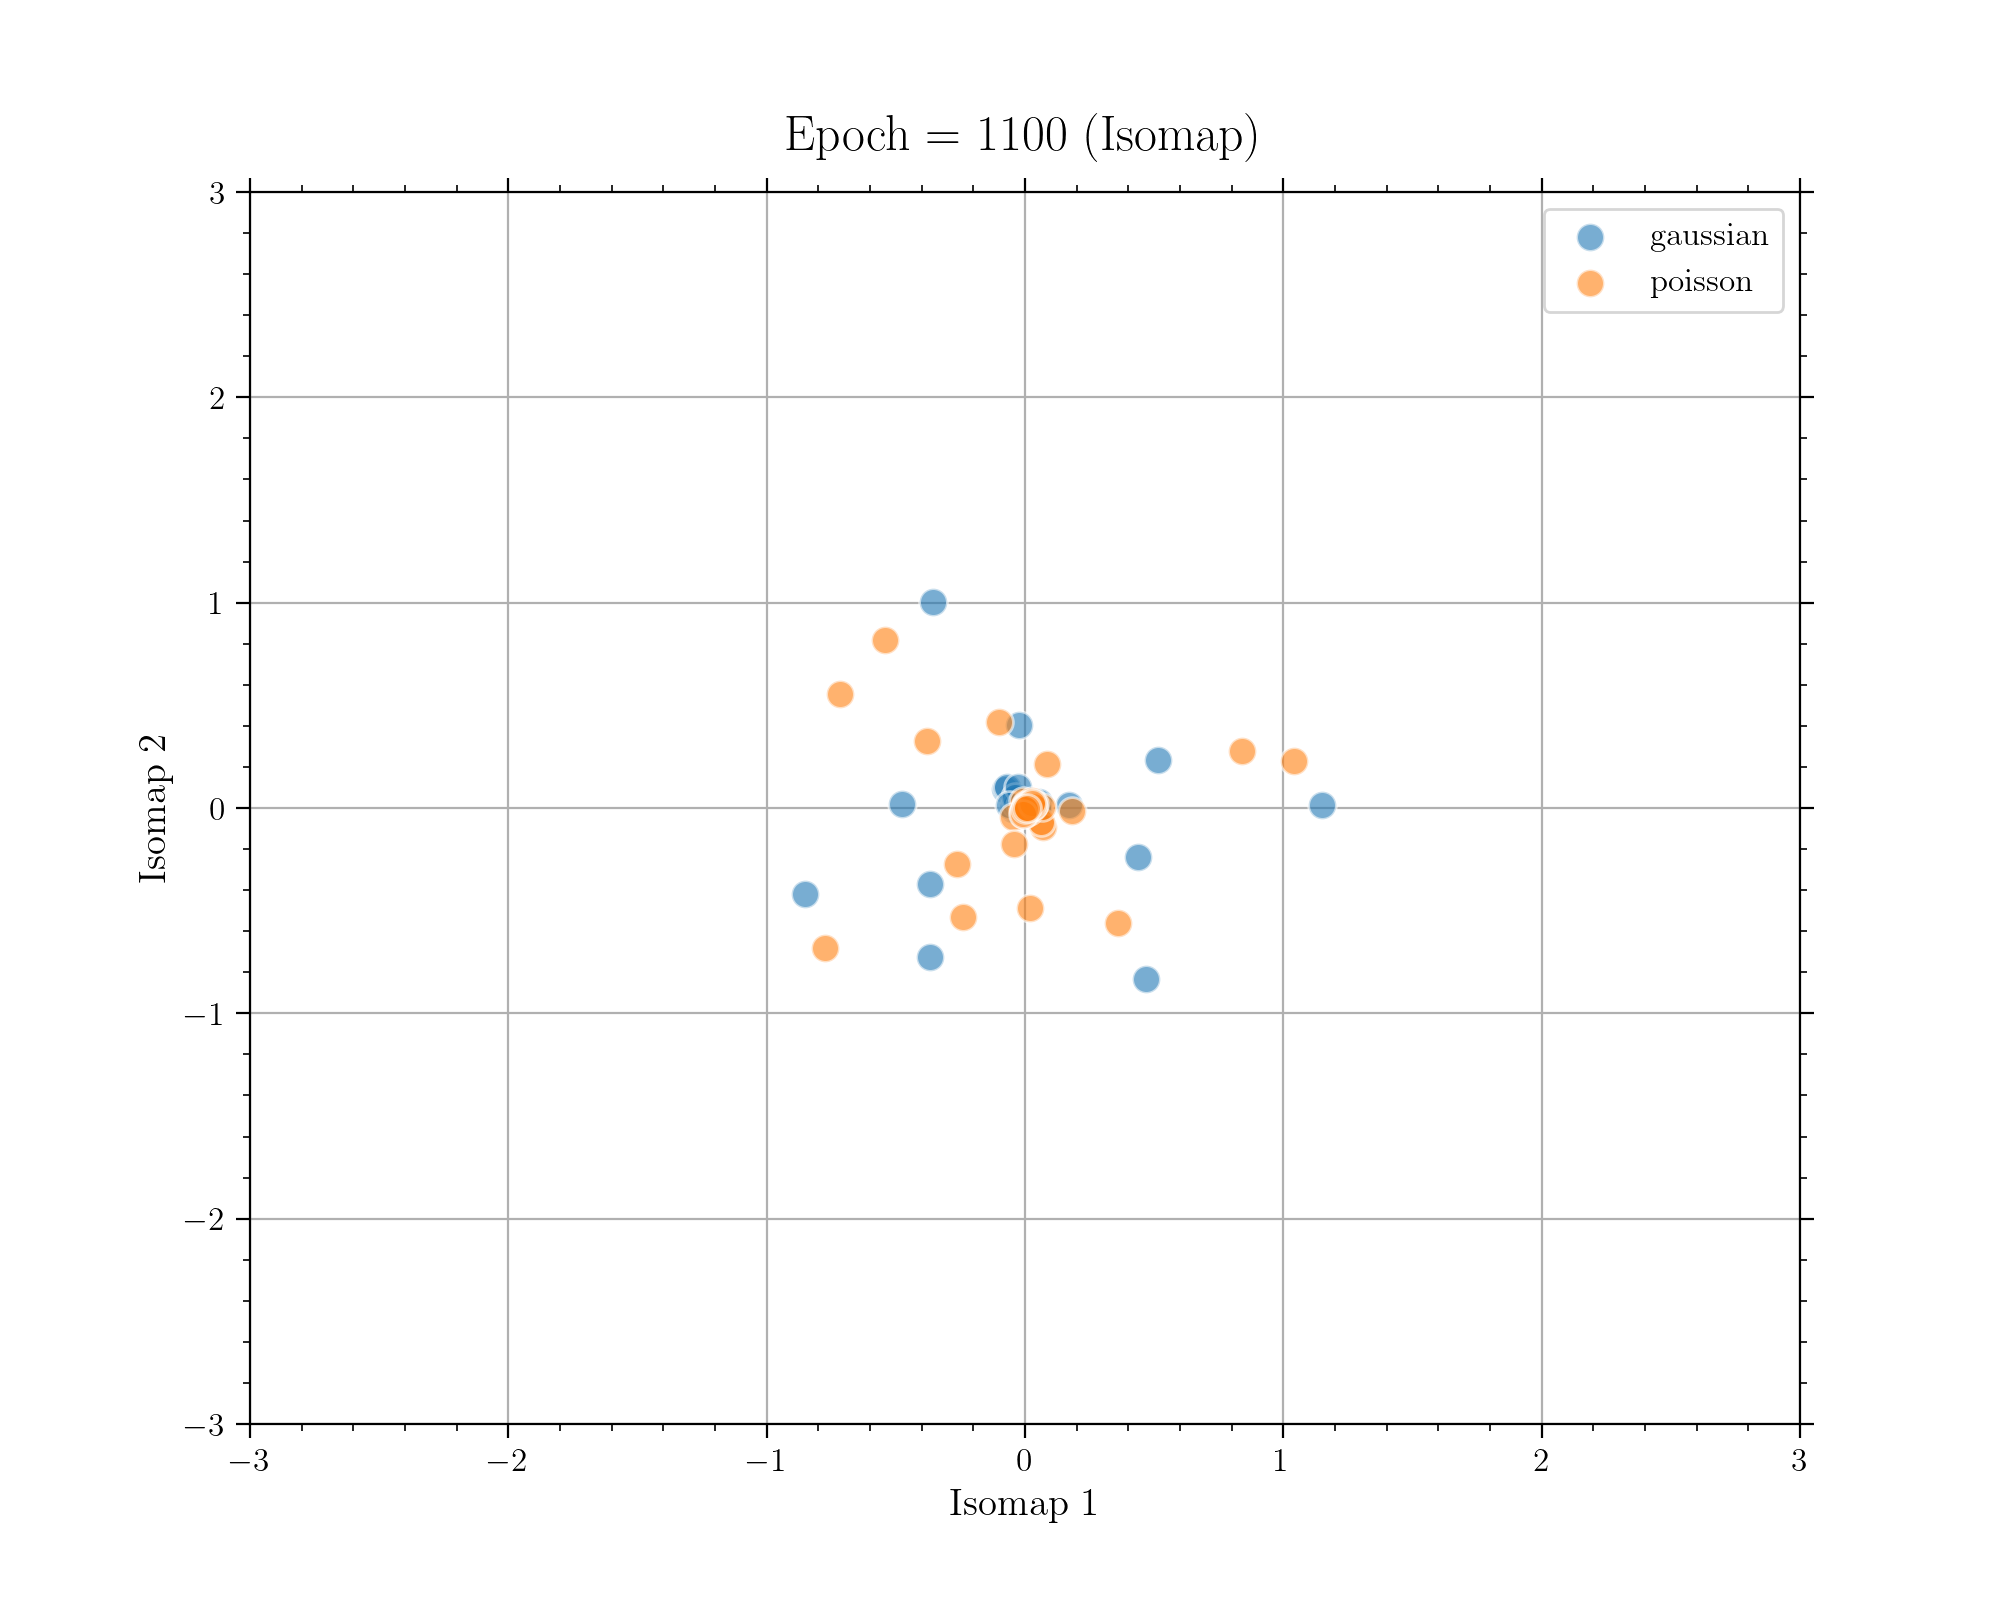 Epoch = 1100 (Isomap)
gaussian
poisson
3
2
1
0
−1
−2
−3
Isomap 2
−3
−2
−1
0
1
2
3
Isomap 1